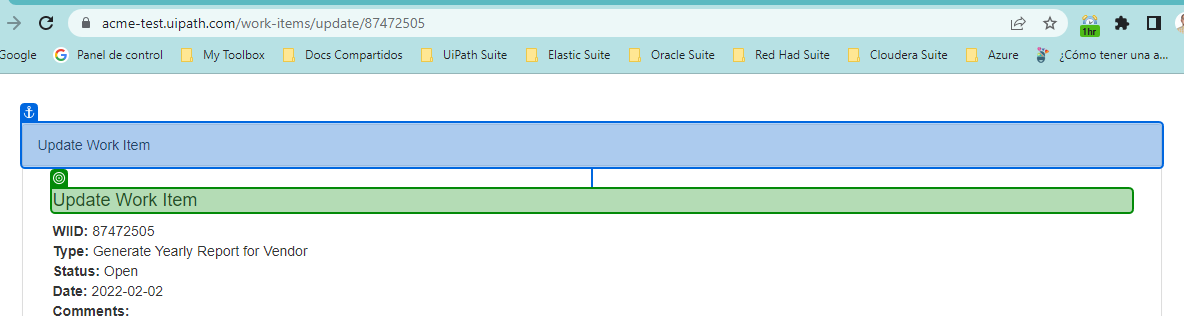 acme-test.uipath.com/work-items/update/87472505
1hr
Google Panel de control My Toolbox Docs Compartidos UiPath Suite Elastic Suite Oracle Suite Red Had Suite Cloudera Suite Azure ¿Cómo tener una a...
Update Work Item
Update Work Item
WIID: 87472505
Type: Generate Yearly Report for Vendor
Status: Open
Date: 2022-02-02
Comments: